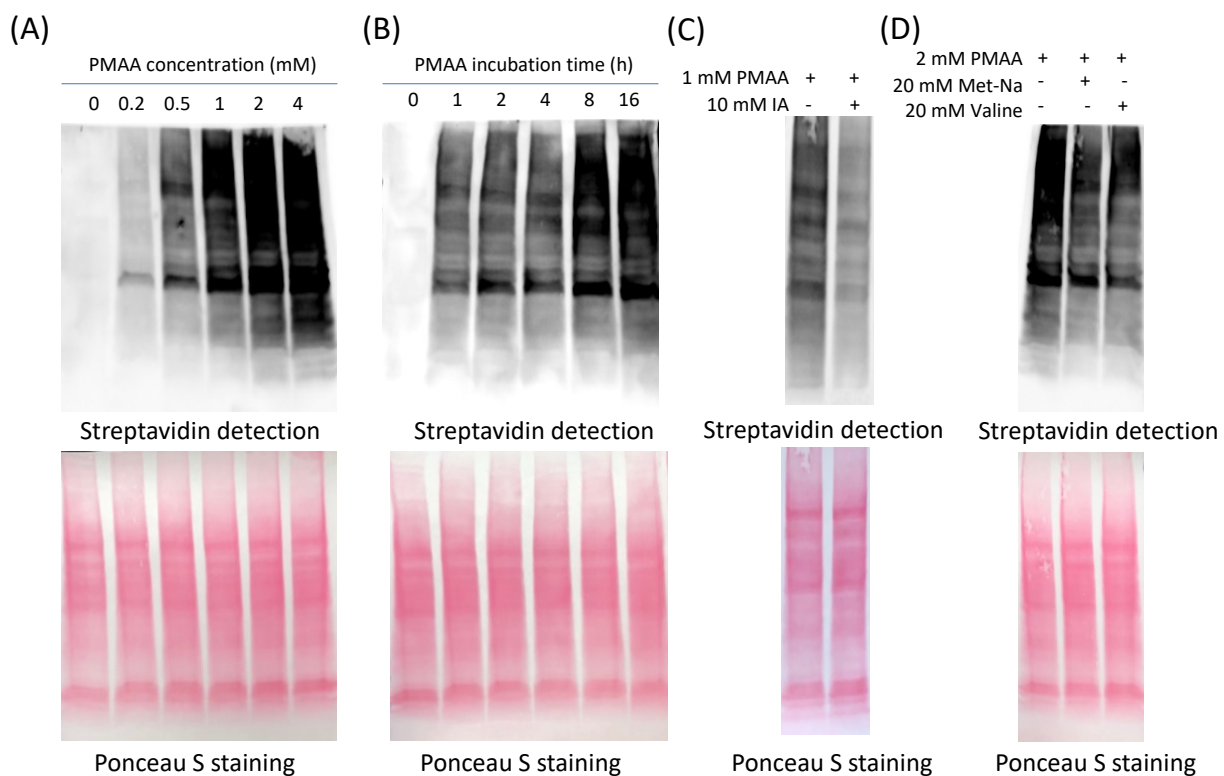 (A)
PMAA concentration (mM)
0 0.2 0.5 1 2 4
Streptavidin detection
Ponceau S staining
(B)
PMAA incubation time (h)
0 1 2 4 8 16
Streptavidin detection
Ponceau S staining
(C)
1 mM PMAA + +
10 mM IA - +
Streptavidin detection
Ponceau S staining
(D)
2 mM PMAA + + +
20 mM Met-Na - + -
20 mM Valine - - +
Streptavidin detection
Ponceau S staining